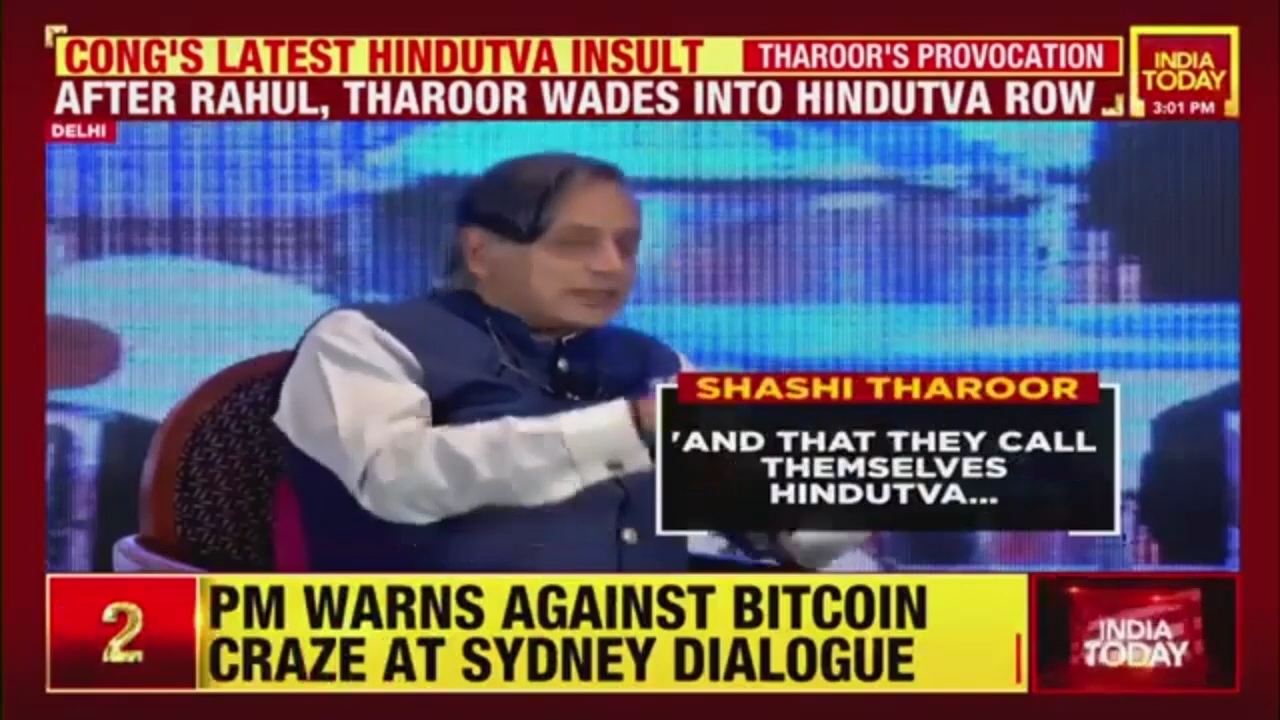 CONG'S LATEST HINDUTVA INSULT
THAROOR'S PROVOCATION
AFTER RAHUL, THAROOR WADES INTO HINDUTVA ROW
INDIA
TODAY
3:01 PM
DELHI
SHASHI THAROOR
'AND THAT THEY CALL
THEMSELVES
HINDUTVA...
2
PM WARNS AGAINST BITCOIN
CRAZE AT SYDNEY DIALOGUE
INDIA
TODAY